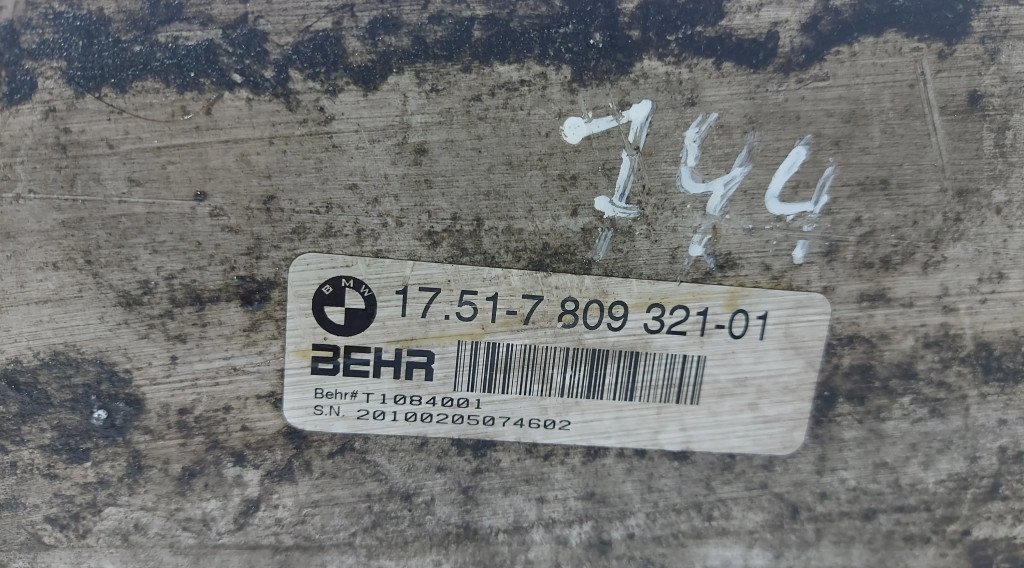 144
BMW
17.51-7 809 321-01
BEHR
Behr# T1084001
S.N. 20100205074602